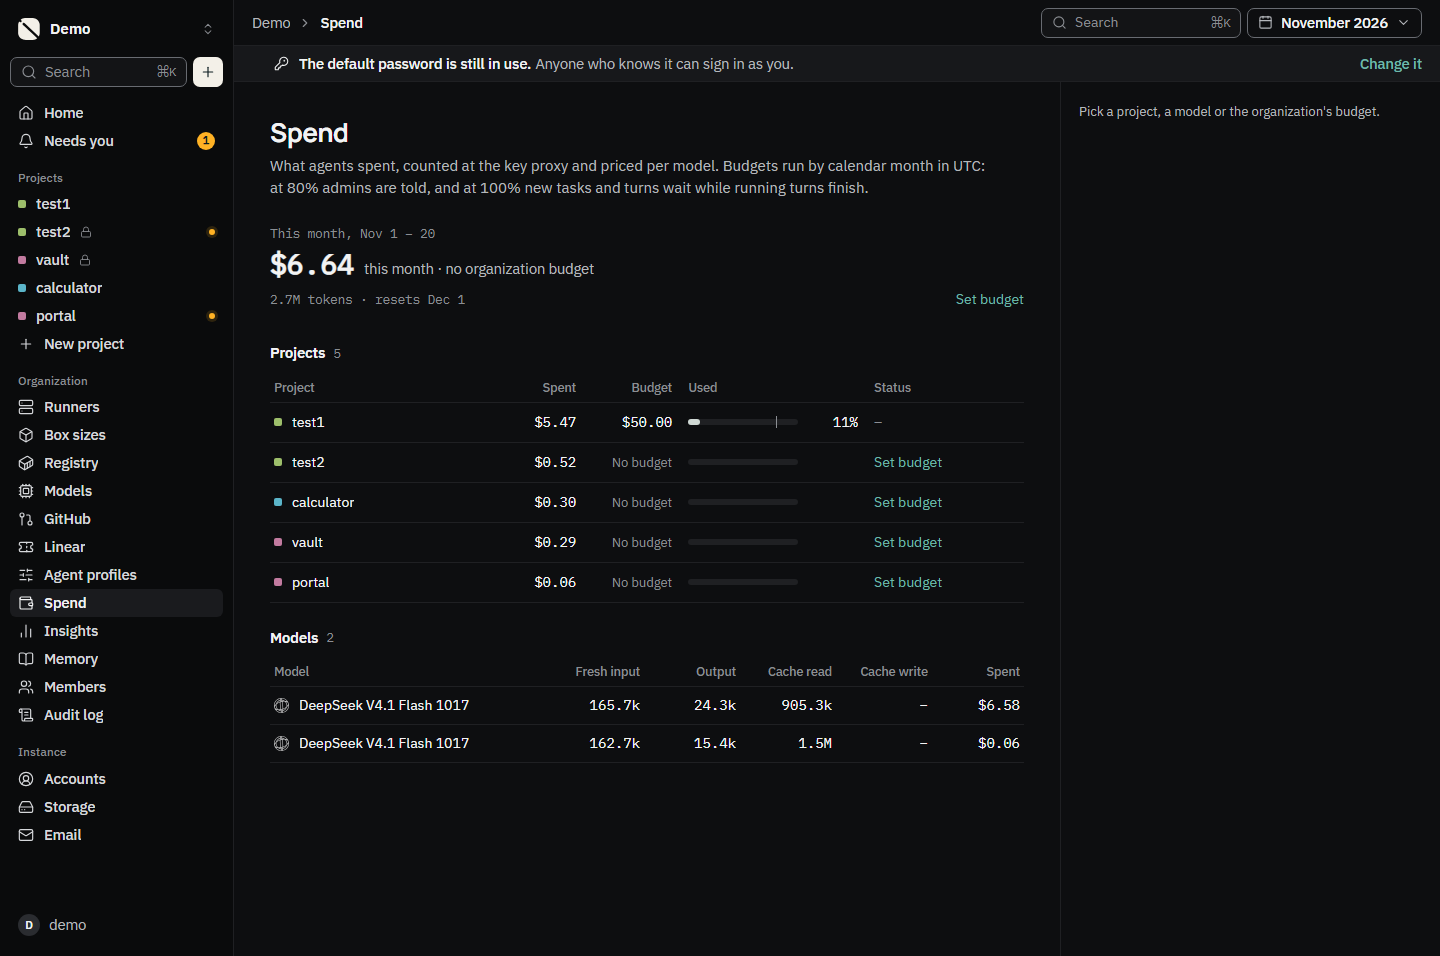 Demo
Search ⌘K
+
Home
Needs you 1
Projects
test1
test2
vault
calculator
portal
New project
Organization
Runners
Box sizes
Registry
Models
GitHub
Linear
Agent profiles
Spend
Insights
Memory
Members
Audit log
Instance
Accounts
Storage
Email
D demo
Demo > Spend
Search ⌘K
November 2026
The default password is still in use. Anyone who knows it can sign in as you.
Change it
Spend
What agents spent, counted at the key proxy and priced per model. Budgets run by calendar month in UTC:
at 80% admins are told, and at 100% new tasks and turns wait while running turns finish.
This month, Nov 1 – 20
$6.64 this month · no organization budget
2.7M tokens · resets Dec 1
Set budget
Projects 5
Project Spent Budget Used Status
test1 $5.47 $50.00 11% –
test2 $0.52 No budget Set budget
calculator $0.30 No budget Set budget
vault $0.29 No budget Set budget
portal $0.06 No budget Set budget
Models 2
Model Fresh input Output Cache read Cache write Spent
DeepSeek V4.1 Flash 1017 165.7k 24.3k 905.3k – $6.58
DeepSeek V4.1 Flash 1017 162.7k 15.4k 1.5M – $0.06
Pick a project, a model or the organization's budget.